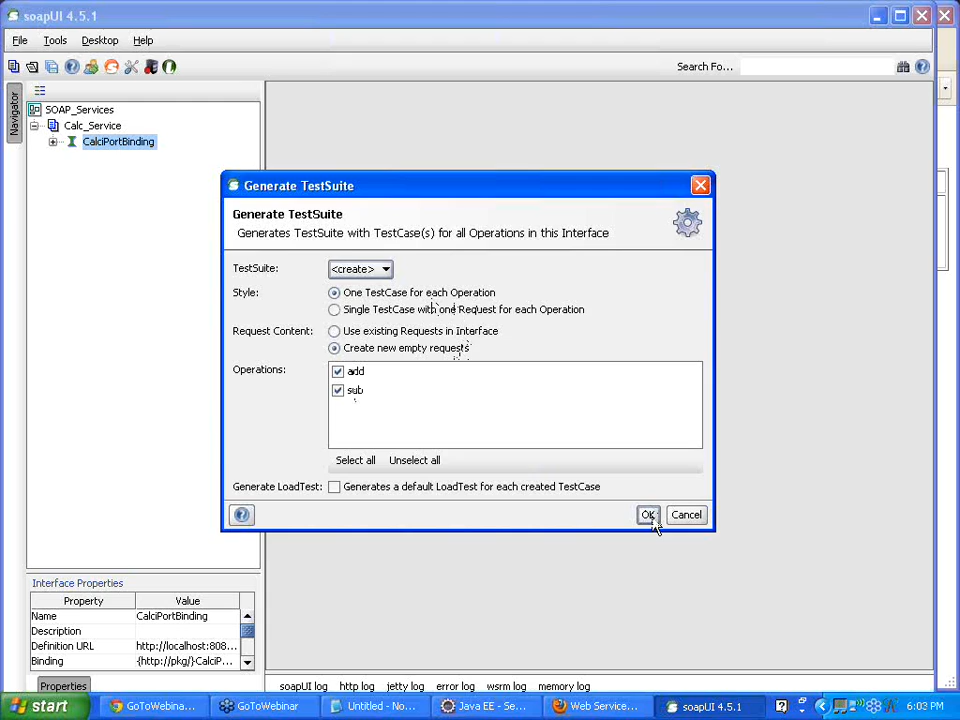 soapUI 4.5.1
File Tools Desktop Help
Search Fo...
Navigator
SOAP_Services
Calc_Service
CalciPortBinding
Generate TestSuite
Generate TestSuite
Generates TestSuite with TestCase(s) for all Operations in this Interface
TestSuite: <create>
Style: One TestCase for each Operation
Single TestCase with one Request for each Operation
Request Content: Use existing Requests in Interface
Create new empty requests
Operations: add
sub
Select all Unselect all
Generate LoadTest: Generates a default LoadTest for each created TestCase
OK Cancel
Interface Properties
Property Value
Name CalciPortBinding
Description
Definition URL http://localhost:808...
Binding {http://pkg/}CalciP...
Properties
soapUI log http log jetty log error log wsrm log memory log
start GoToWebina... GoToWebinar Untitled - No... Java EE - Se... Web Service... soapUI 4.5.1 6:03 PM